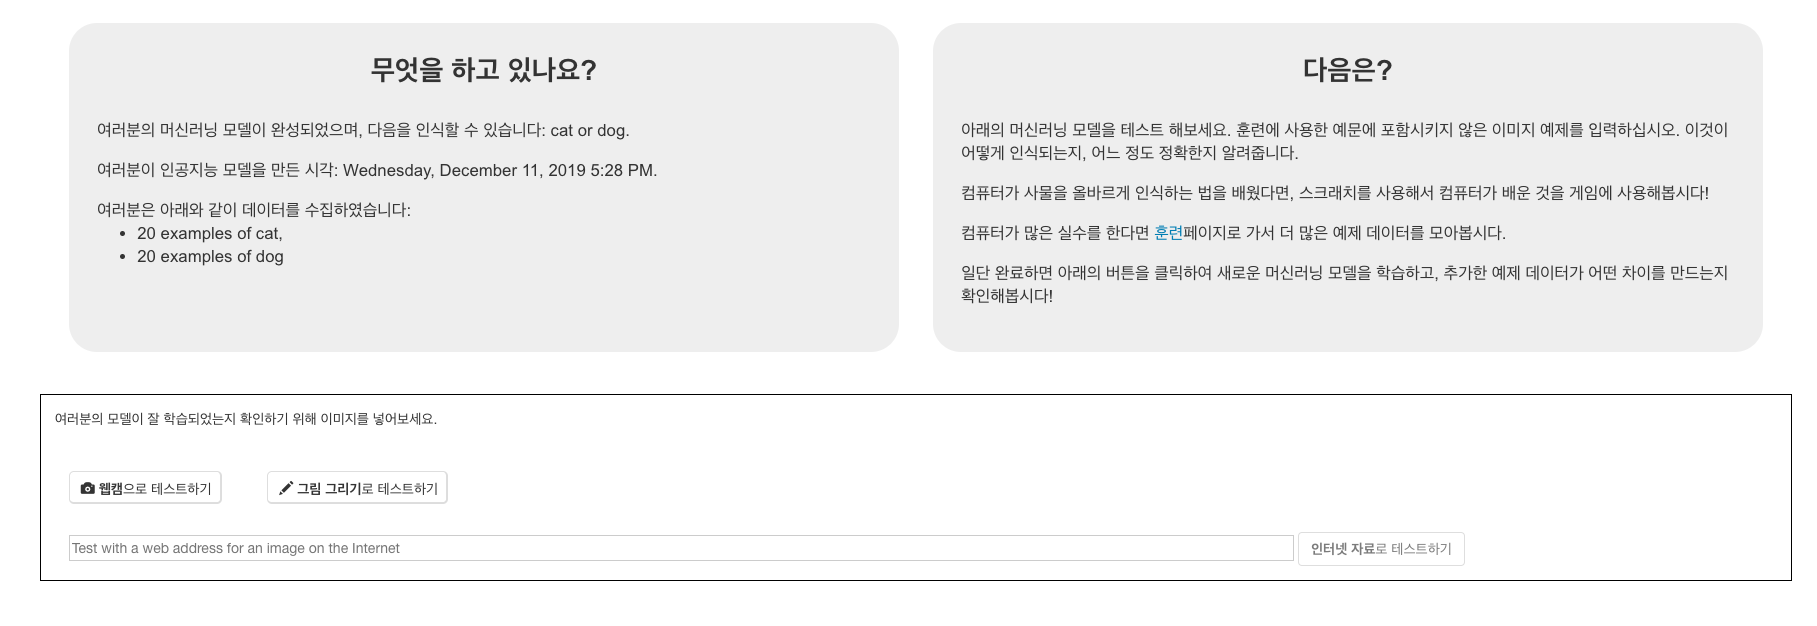 무엇을 하고 있나요?
여러분의 머신러닝 모델이 완성되었으며, 다음을 인식할 수 있습니다: cat or dog.
여러분이 인공지능 모델을 만든 시각: Wednesday, December 11, 2019 5:28 PM.
여러분은 아래와 같이 데이터를 수집하였습니다:
• 20 examples of cat,
• 20 examples of dog
다음은?
아래의 머신러닝 모델을 테스트 해보세요. 훈련에 사용한 예문에 포함시키지 않은 이미지 예제를 입력하십시오. 이것이
어떻게 인식되는지, 어느 정도 정확한지 알려줍니다.
컴퓨터가 사물을 올바르게 인식하는 법을 배웠다면, 스크래치를 사용해서 컴퓨터가 배운 것을 게임에 사용해봅시다!
컴퓨터가 많은 실수를 한다면 훈련페이지로 가서 더 많은 예제 데이터를 모아봅시다.
일단 완료하면 아래의 버튼을 클릭하여 새로운 머신러닝 모델을 학습하고, 추가한 예제 데이터가 어떤 차이를 만드는지
확인해봅시다!
여러분의 모델이 잘 학습되었는지 확인하기 위해 이미지를 넣어보세요.
웹캠으로 테스트하기 그림 그리기로 테스트하기
Test with a web address for an image on the Internet 인터넷 자료로 테스트하기